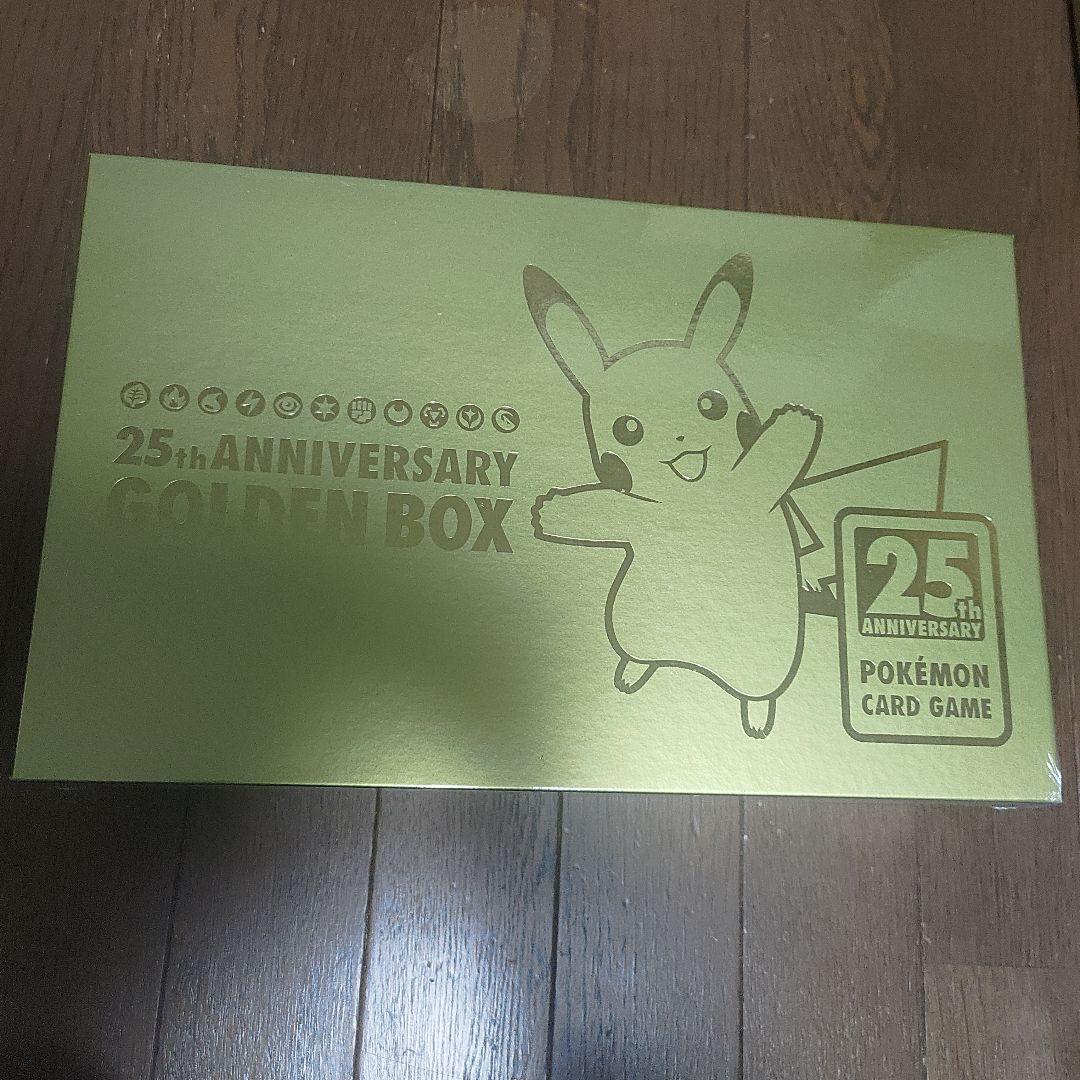 25th ANNIVERSARY
GOLDEN BOX
25th
ANNIVERSARY
POKÉMON
CARD GAME